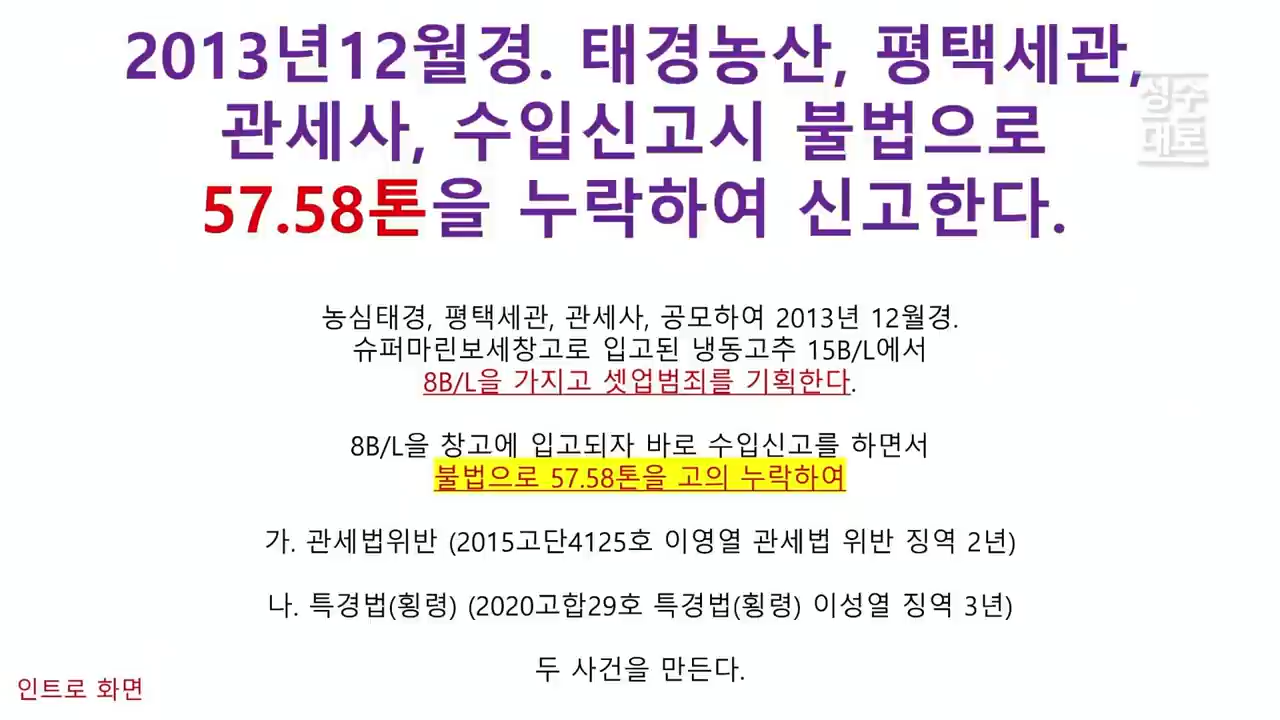 2013년12월경. 태경농산, 평택세관,
관세사, 수입신고시 불법으로
57.58톤을 누락하여 신고한다.
성수
대로
농심태경, 평택세관, 관세사, 공모하여 2013년 12월경.
슈퍼마린보세창고로 입고된 냉동고추 15B/L에서
8B/L을 가지고 셋업범죄를 기획한다.
8B/L을 창고에 입고되자 바로 수입신고를 하면서
불법으로 57.58톤을 고의 누락하여
가. 관세법위반 (2015고단4125호 이영열 관세법 위반 징역 2년)
나. 특경법(횡령) (2020고합29호 특경법(횡령) 이성열 징역 3년)
두 사건을 만든다.
인트로 화면